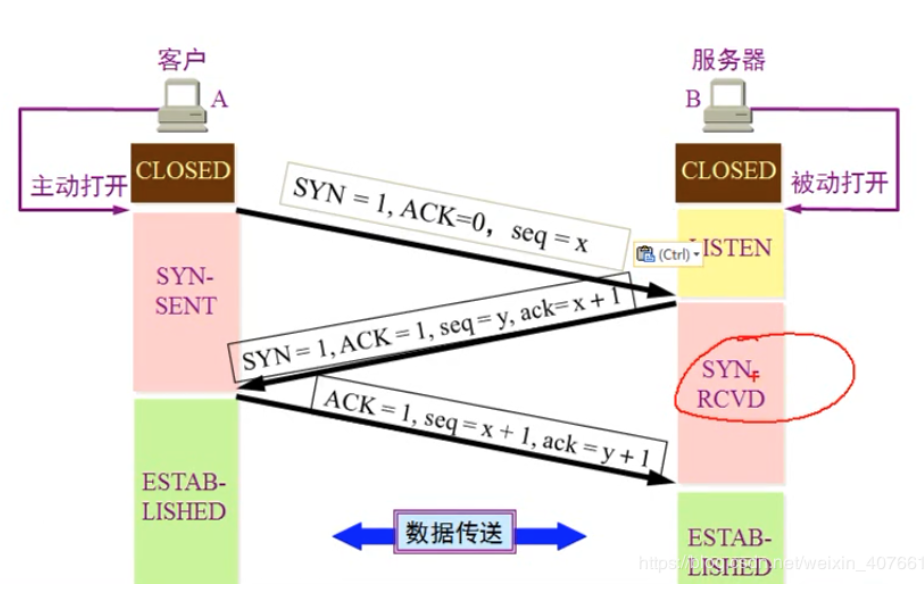 客户
服务器
A
B
CLOSED
CLOSED
主动打开
被动打开
SYN = 1, ACK=0，seq = x
(Ctrl)
LISTEN
SYN-
SENT
SYN = 1, ACK = 1, seq = y, ack= x + 1
SYN-
RCVD
ACK = 1, seq = x + 1, ack = y + 1
ESTAB-
LISHED
数据传送
ESTAB-
LISHED
https://blog.csdn.net/weixin_407661